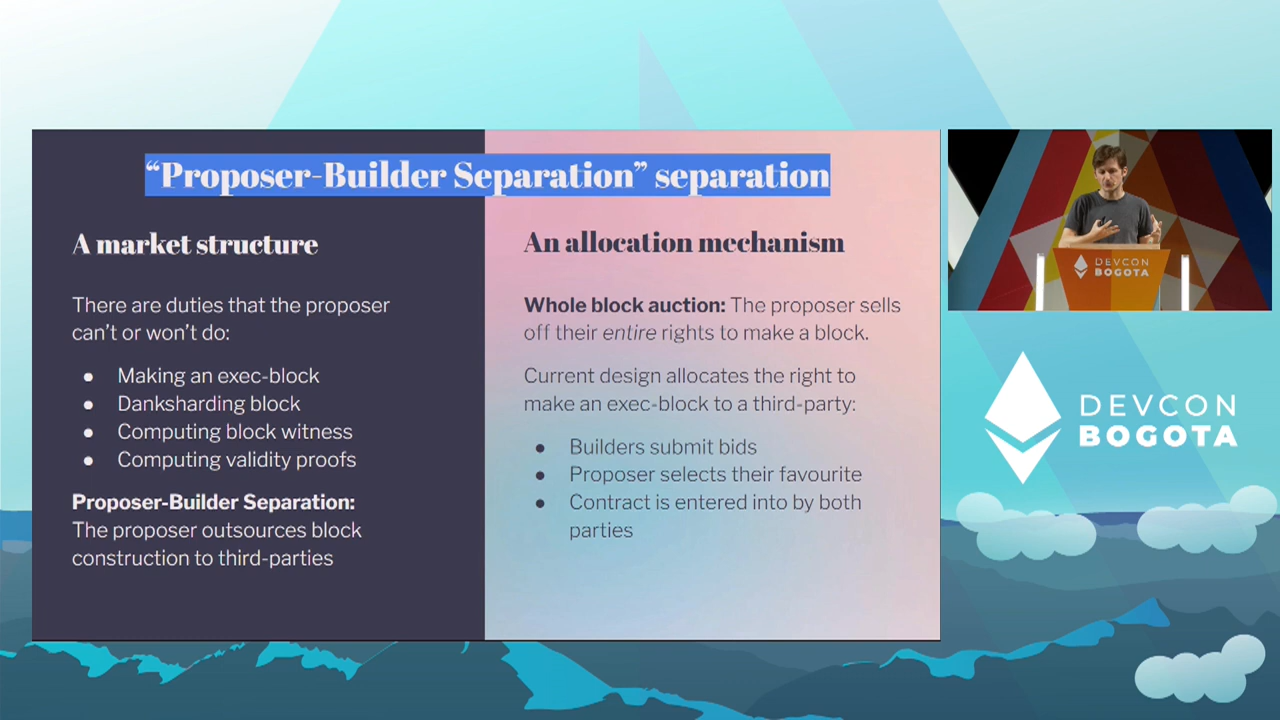 “Proposer-Builder Separation” separation
A market structure
There are duties that the proposer
can’t or won’t do:
● Making an exec-block
● Danksharding block
● Computing block witness
● Computing validity proofs
Proposer-Builder Separation:
The proposer outsources block
construction to third-parties
An allocation mechanism
Whole block auction: The proposer sells
off their entire rights to make a block.
Current design allocates the right to
make an exec-block to a third-party:
● Builders submit bids
● Proposer selects their favourite
● Contract is entered into by both
parties
DEVCON
BOGOTA
DEVCON
BOGOTA